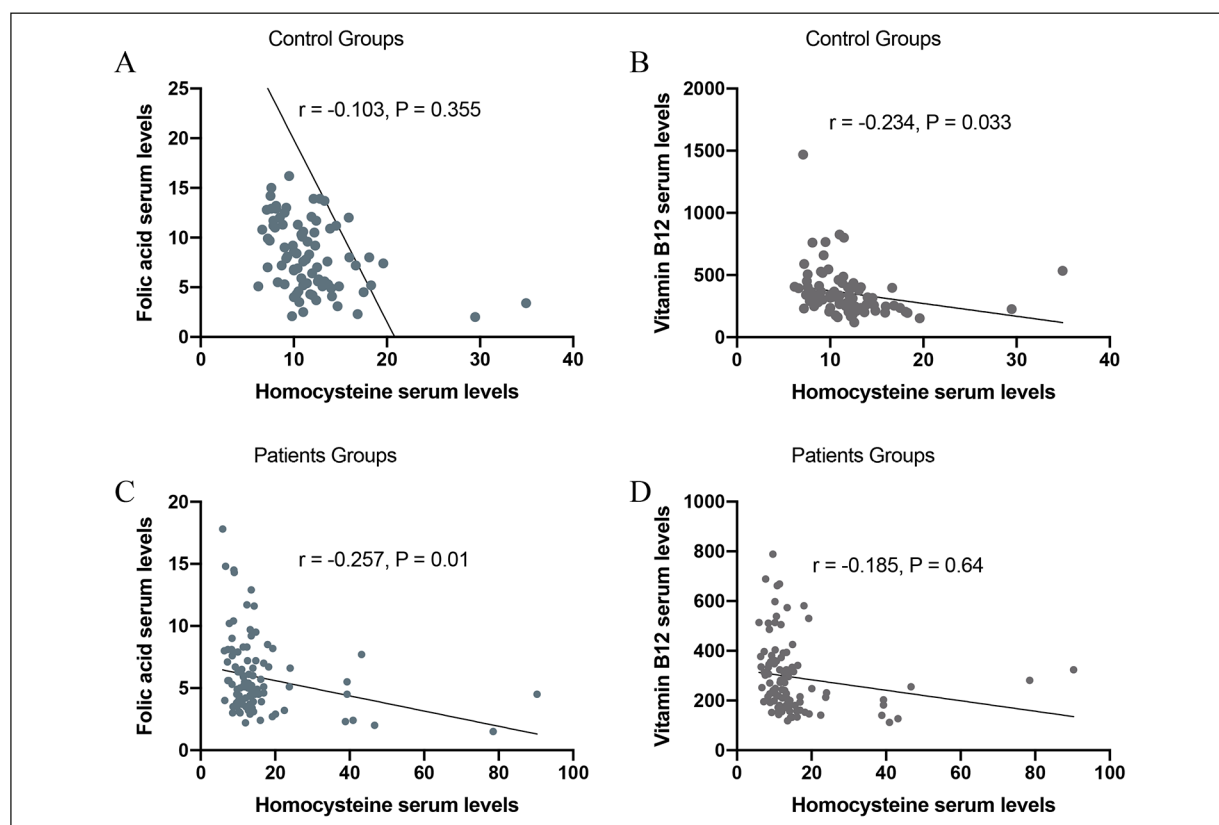 Control Groups
A
Folic acid serum levels
25
20
15
10
5
0
r = -0.103, P = 0.355
0 10 20 30 40
Homocysteine serum levels
Control Groups
B
Vitamin B12 serum levels
2000
1500
1000
500
0
r = -0.234, P = 0.033
0 10 20 30 40
Homocysteine serum levels
Patients Groups
C
Folic acid serum levels
20
15
10
5
0
r = -0.257, P = 0.01
0 20 40 60 80 100
Homocysteine serum levels
Patients Groups
D
Vitamin B12 serum levels
1000
800
600
400
200
0
r = -0.185, P = 0.64
0 20 40 60 80 100
Homocysteine serum levels